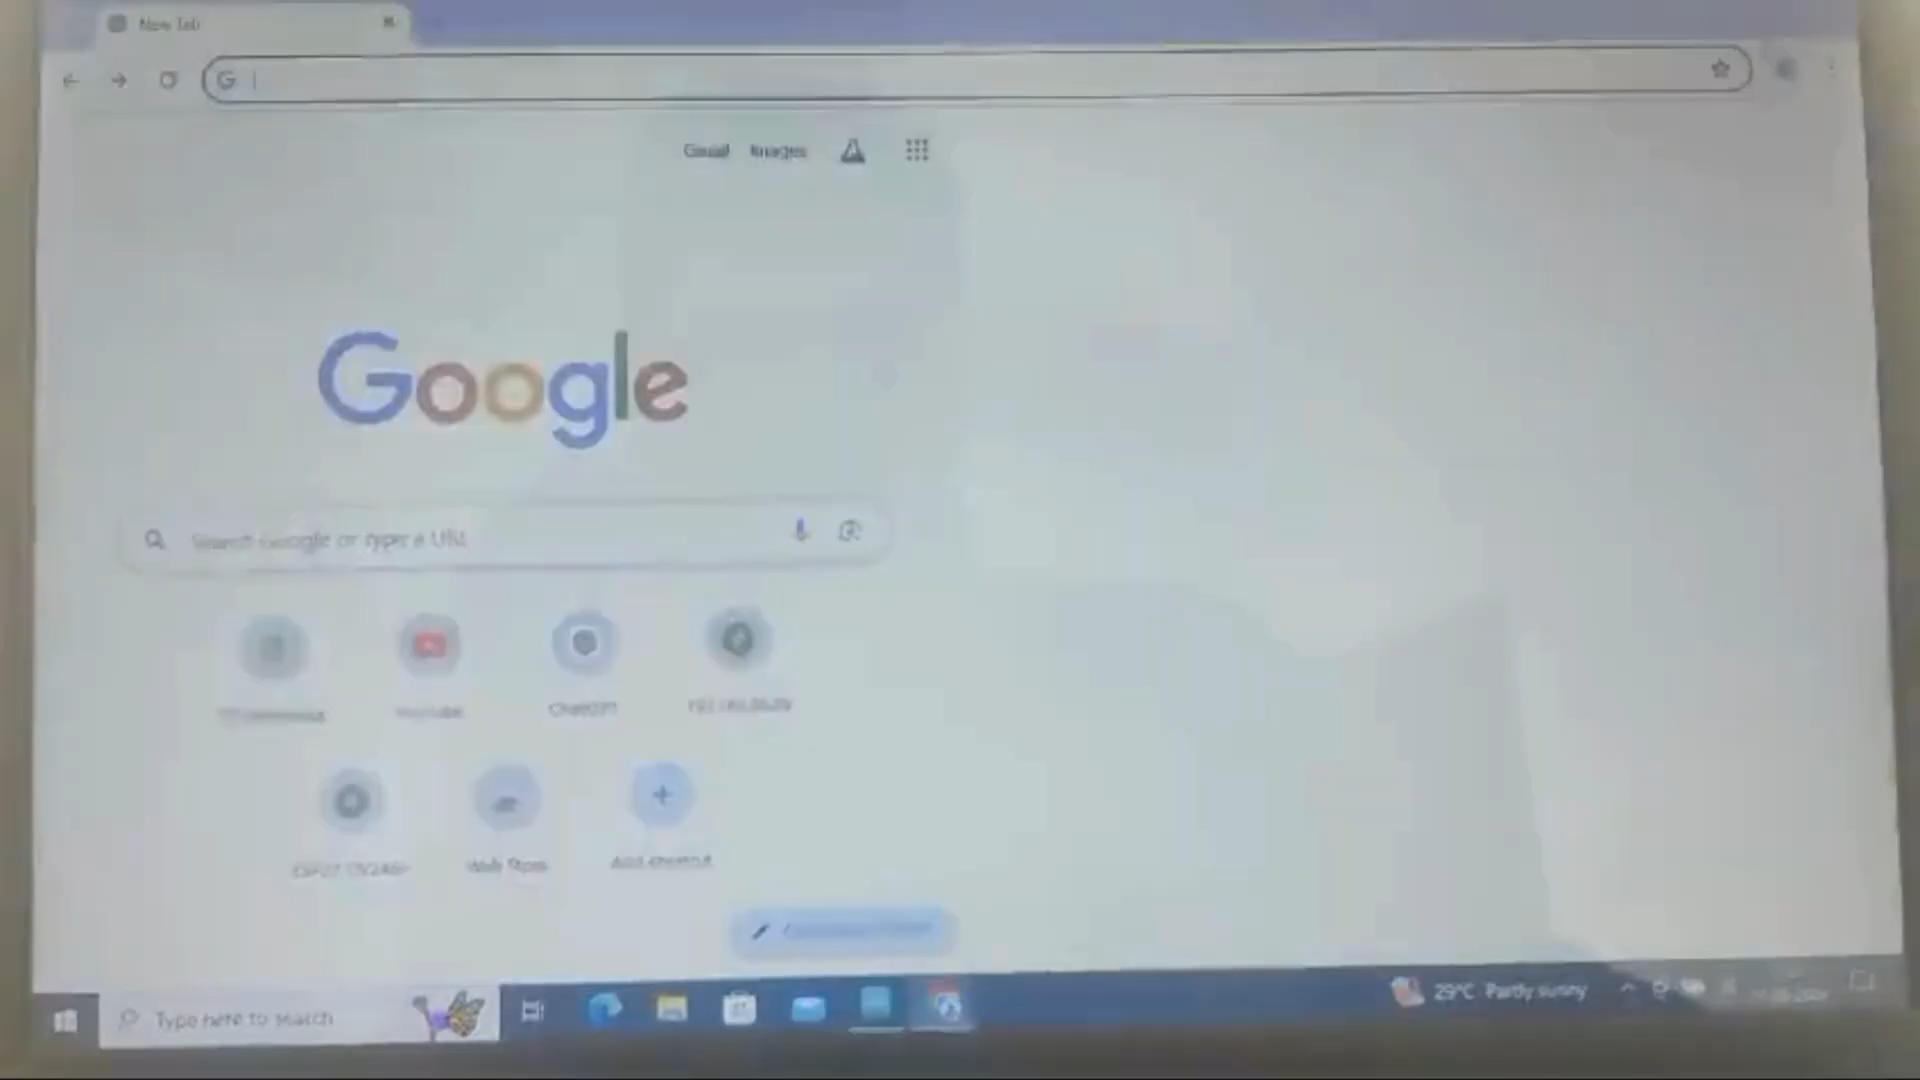 New Tab
Gmail Images
Google
Search Google or type a URL
YouTube ChatGPT
Web Store Add shortcut
Type here to search
29°C Partly sunny